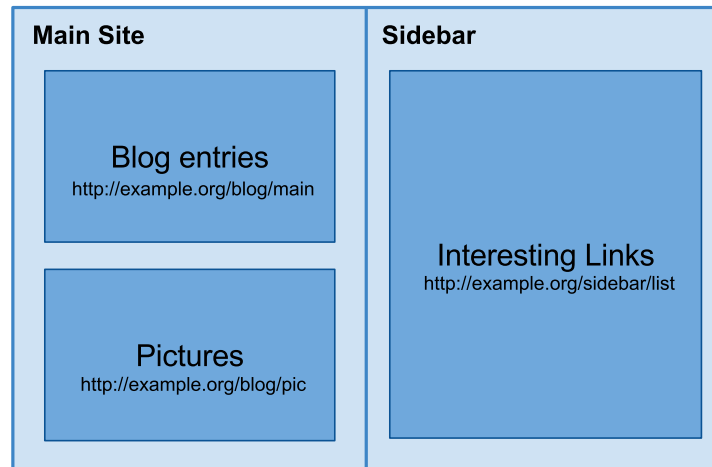 Main Site
Blog entries
http://example.org/blog/main
Pictures
http://example.org/blog/pic
Sidebar
Interesting Links
http://example.org/sidebar/list